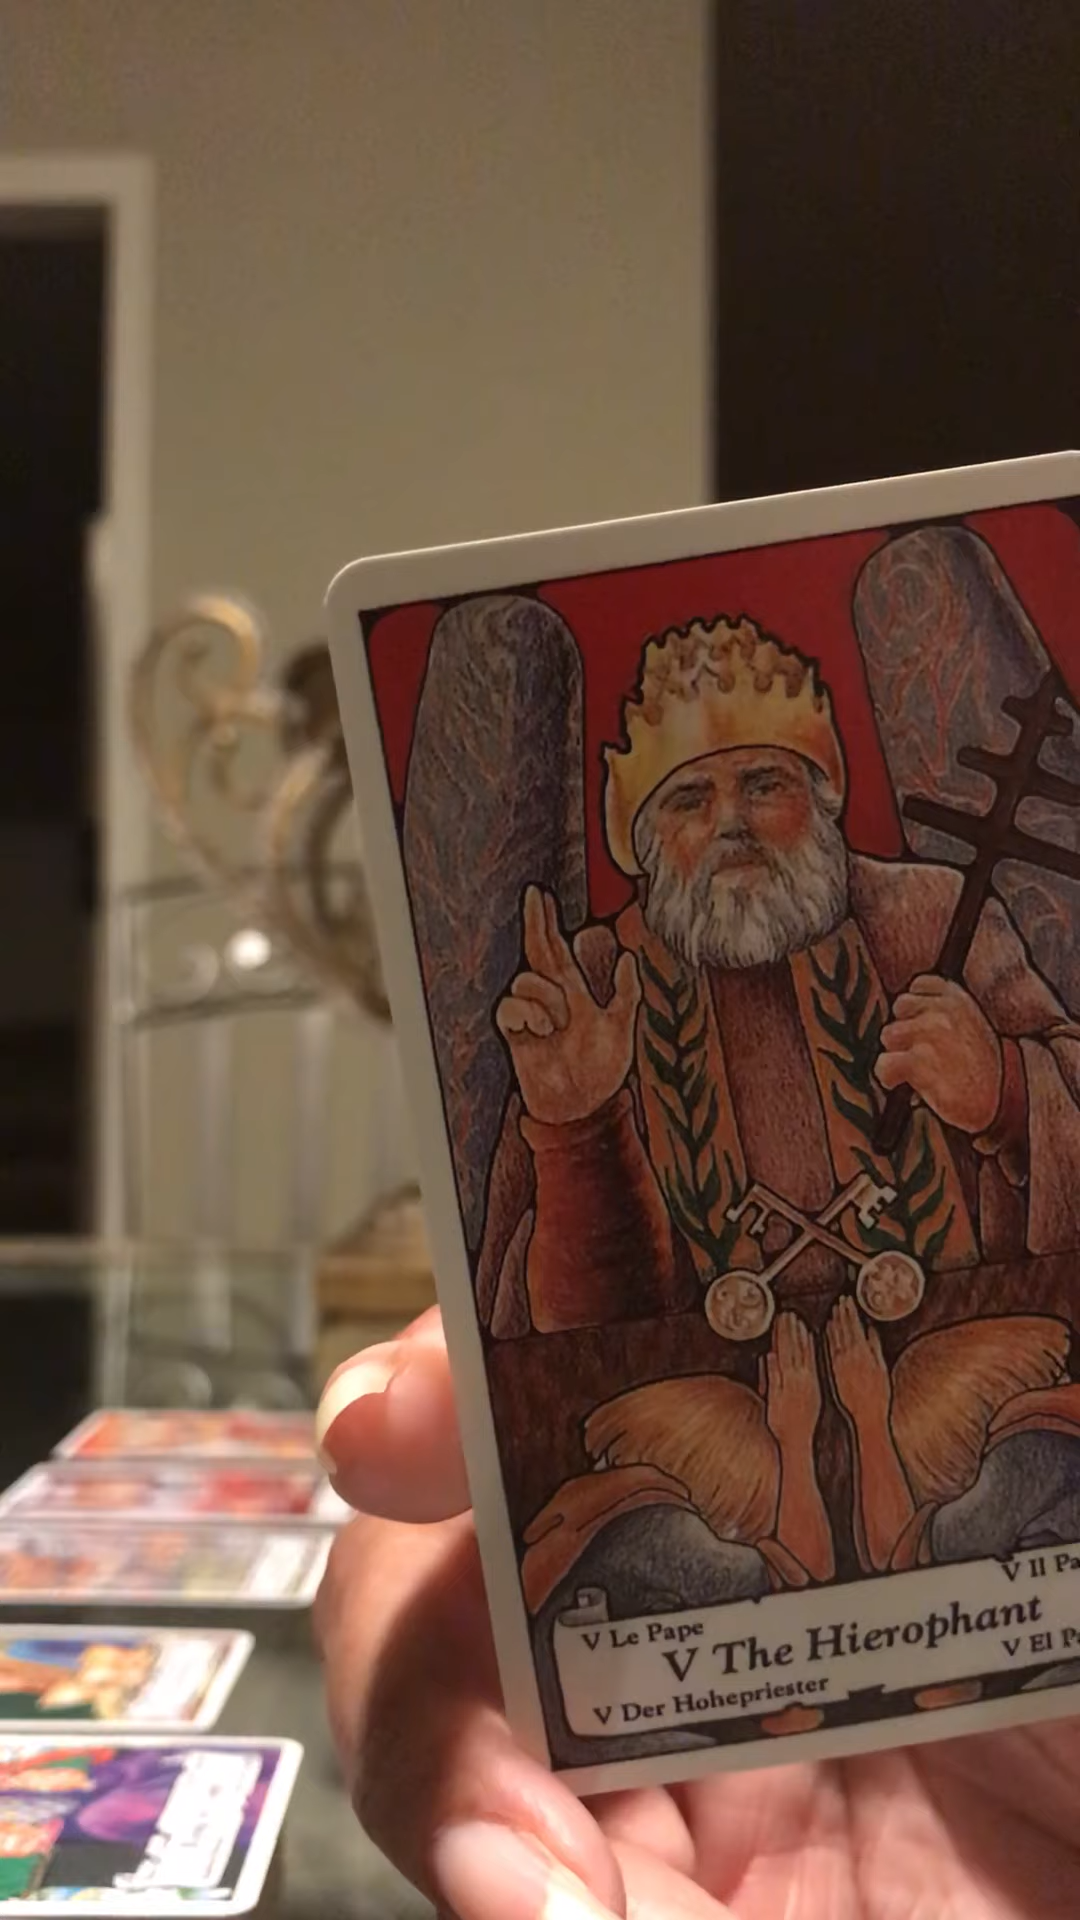 V Le Pape
V Il Pa
V The Hierophant
V El Pa
V Der Hohepriester